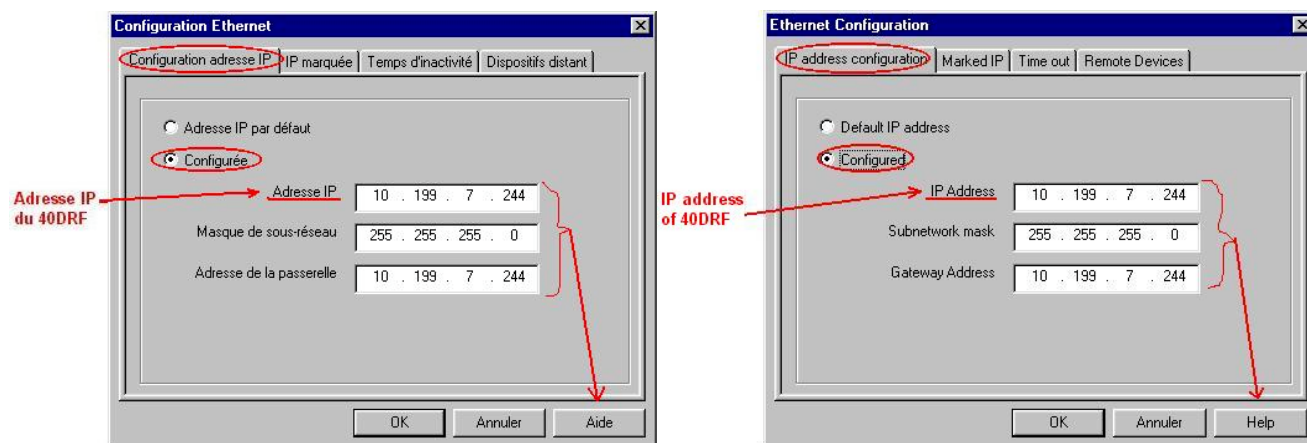 Configuration Ethernet
Configuration adresse IP
IP marquée
Temps d'inactivité
Dispositifs distant
Adresse IP par défaut
Configurée
Adresse IP
du 40DRF
Adresse IP
10 . 199 . 7 . 244
Masque de sous-réseau
255 . 255 . 255 . 0
Adresse de la passerelle
10 . 199 . 7 . 244
OK
Annuler
Aide
Ethernet Configuration
IP address configuration
Marked IP
Time out
Remote Devices
Default IP address
Configured
IP address
of 40DRF
IP Address
10 . 199 . 7 . 244
Subnetwork mask
255 . 255 . 255 . 0
Gateway Address
10 . 199 . 7 . 244
OK
Annuler
Help